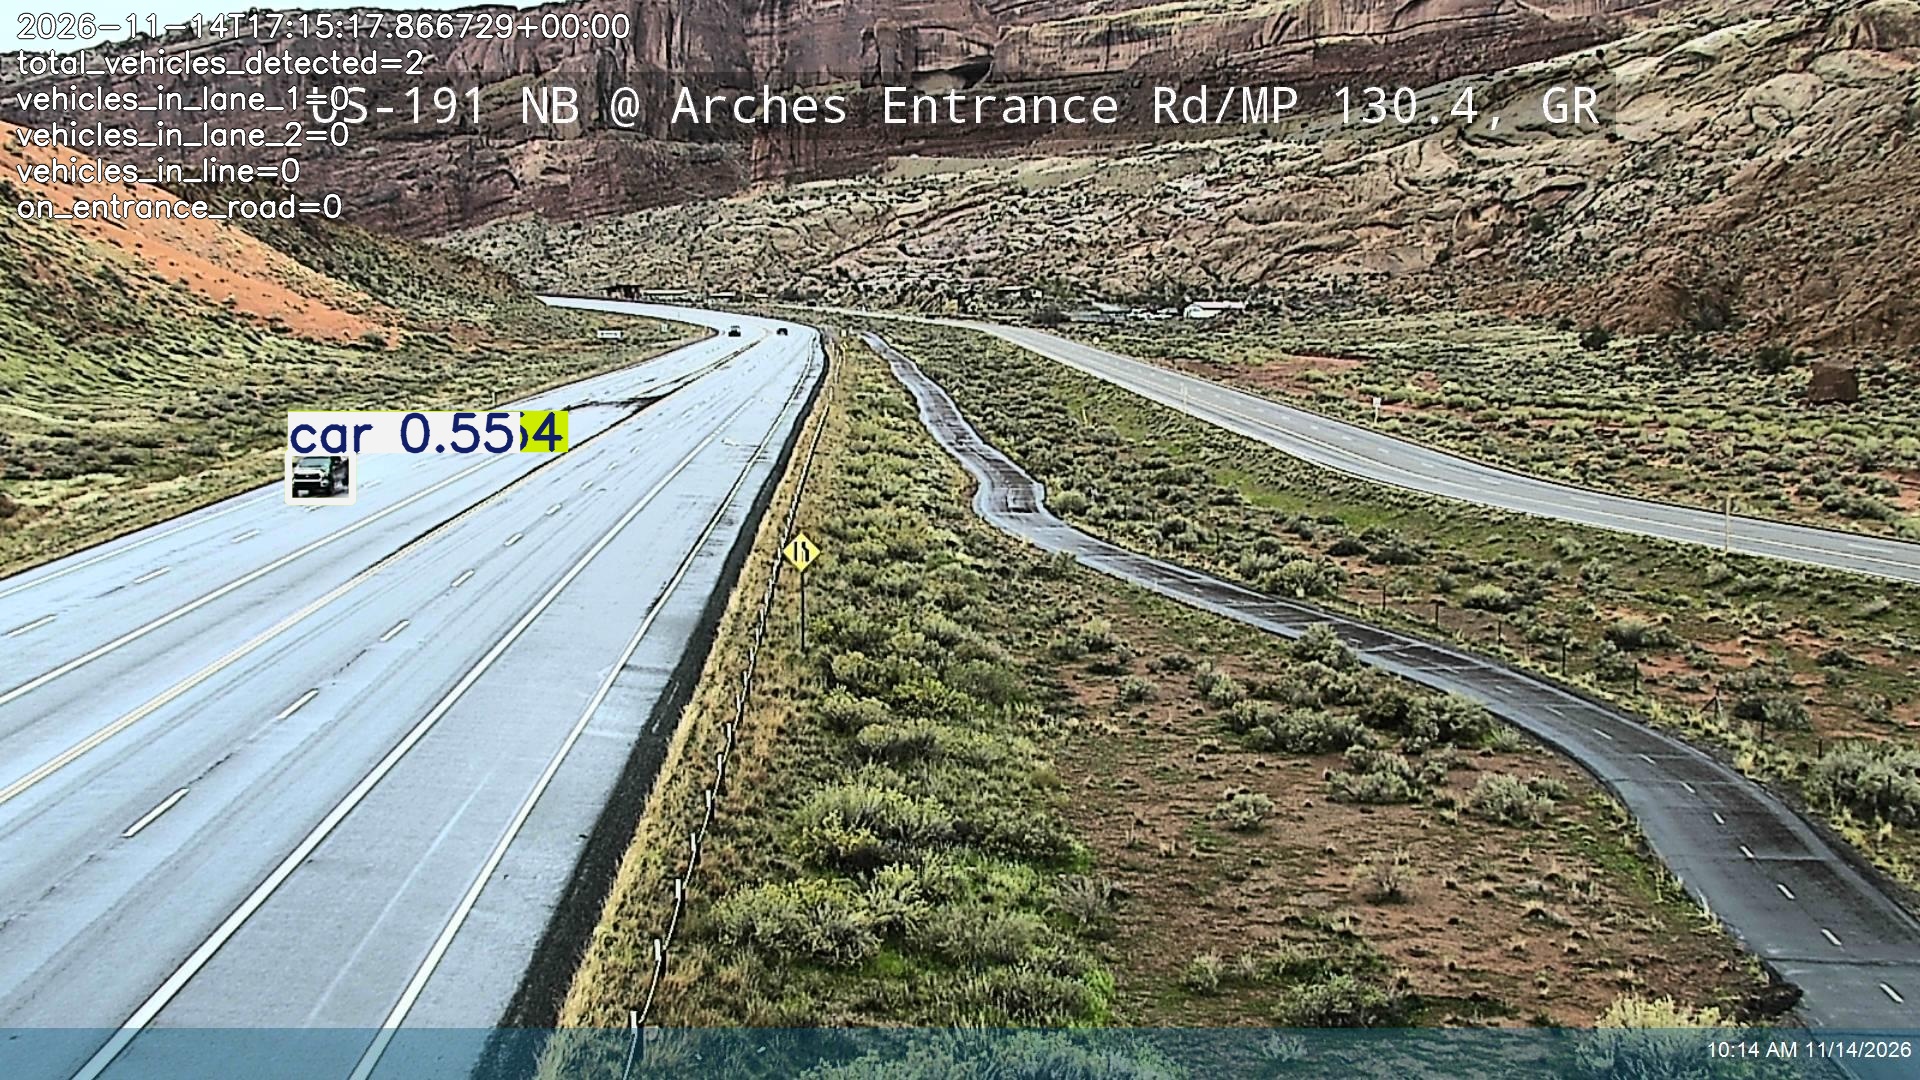 2026-11-14T17:15:17.866729+00:00
total_vehicles_detected=2
vehicles_in_lane_1=0
US-191 NB @ Arches Entrance Rd/MP 130.4, GR
vehicles_in_lane_2=0
vehicles_in_line=0
on_entrance_road=0
car 0.55
10:14 AM 11/14/2026